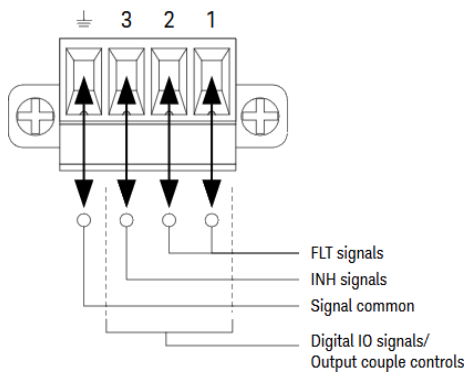 3 2 1
FLT signals
INH signals
Signal common
Digital IO signals/
Output couple controls